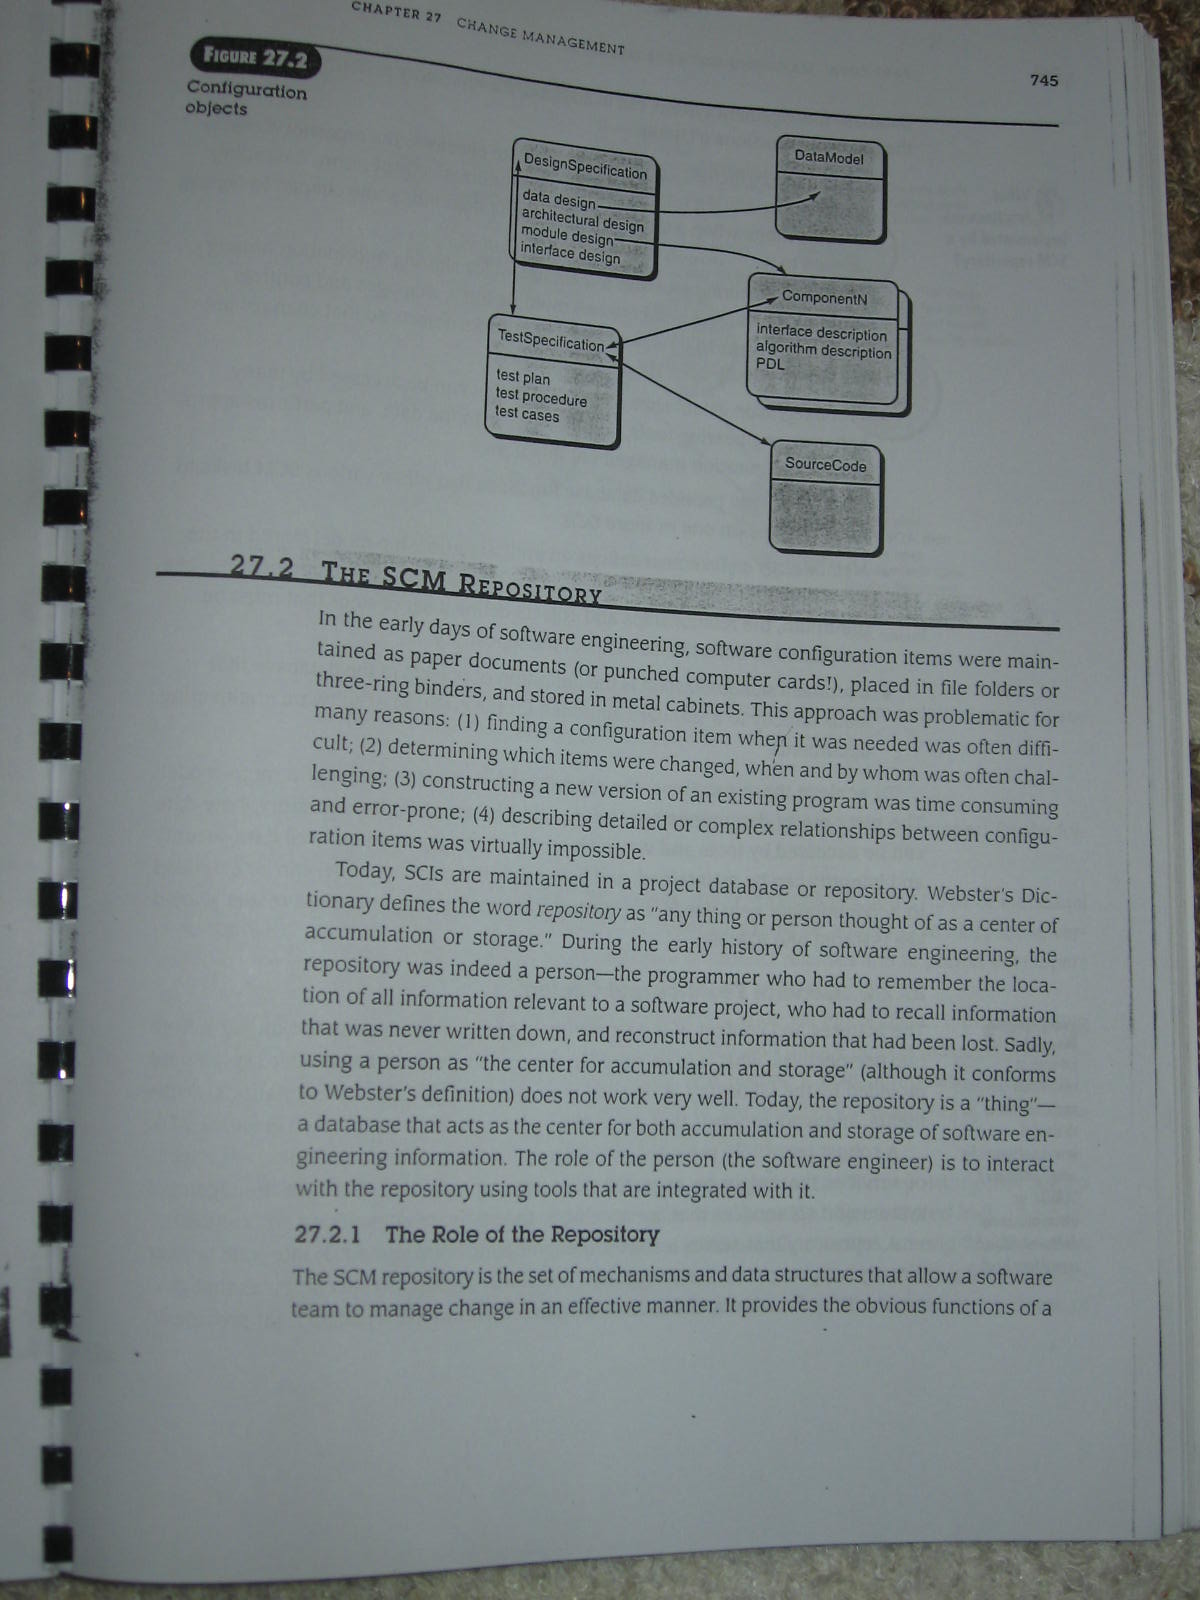 CHAPTER 27 CHANGE MANAGEMENT
745
FIGURE 27.2
Configuration
objects
DesignSpecification
data design
architectural design
module design
interface design
DataModel
ComponentN
interface description
algorithm description
PDL
TestSpecification
test plan
test procedure
test cases
SourceCode
27.2 THE SCM REPOSITORY
In the early days of software engineering, software configuration items were main-
tained as paper documents (or punched computer cards!), placed in file folders or
three-ring binders, and stored in metal cabinets. This approach was problematic for
many reasons: (1) finding a configuration item when it was needed was often diffi-
cult; (2) determining which items were changed, when and by whom was often chal-
lenging; (3) constructing a new version of an existing program was time consuming
and error-prone; (4) describing detailed or complex relationships between configu-
ration items was virtually impossible.
Today, SCIs are maintained in a project database or repository. Webster's Dic-
tionary defines the word repository as "any thing or person thought of as a center of
accumulation or storage." During the early history of software engineering, the
repository was indeed a person—the programmer who had to remember the loca-
tion of all information relevant to a software project, who had to recall information
that was never written down, and reconstruct information that had been lost. Sadly,
using a person as "the center for accumulation and storage" (although it conforms
to Webster's definition) does not work very well. Today, the repository is a "thing"—
a database that acts as the center for both accumulation and storage of software en-
gineering information. The role of the person (the software engineer) is to interact
with the repository using tools that are integrated with it.
27.2.1 The Role of the Repository
The SCM repository is the set of mechanisms and data structures that allow a software
team to manage change in an effective manner. It provides the obvious functions of a